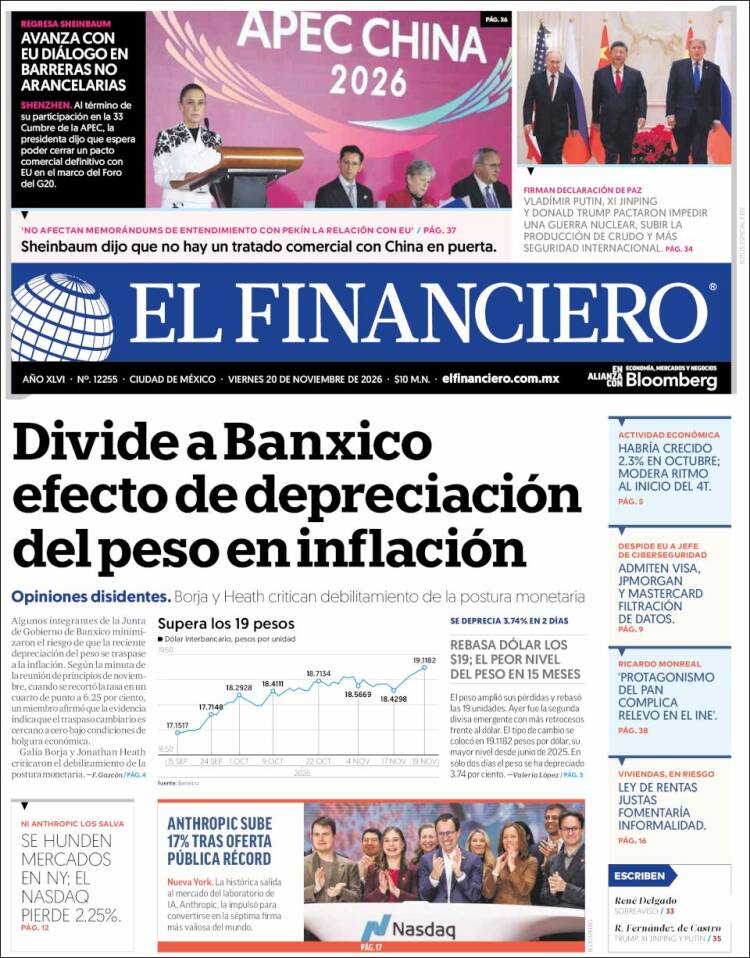 REGRESA SHEINBAUM
AVANZA CON
EU DIÁLOGO EN
BARRERAS NO
ARANCELARIAS
SHENZHEN. Al término de
su participación en la 33
Cumbre de la APEC, la
presidenta dijo que espera
poder cerrar un pacto
comercial definitivo con
EU en el marco del Foro
del G20.
APEC CHINA
2026
PÁG. 36
'NO AFECTAN MEMORÁNDUMS DE ENTENDIMIENTO CON PEKÍN LA RELACIÓN CON EU' / PÁG. 37
Sheinbaum dijo que no hay un tratado comercial con China en puerta.
FIRMAN DECLARACIÓN DE PAZ
VLADÍMIR PUTIN, XI JINPING
Y DONALD TRUMP PACTARON IMPEDIR
UNA GUERRA NUCLEAR, SUBIR LA
PRODUCCIÓN DE CRUDO Y MÁS
SEGURIDAD INTERNACIONAL. PÁG. 34
EL FINANCIERO®
AÑO XLVI · Nº. 12255 · CIUDAD DE MÉXICO · VIERNES 20 DE NOVIEMBRE DE 2026 · $10 M.N. · elfinanciero.com.mx
EN ALIANZA CON
ECONOMÍA, MERCADOS Y NEGOCIOS
Bloomberg
Divide a Banxico
efecto de depreciación
del peso en inflación
Opiniones disidentes. Borja y Heath critican debilitamiento de la postura monetaria
Algunos integrantes de la Junta
de Gobierno de Banxico minimi-
zaron el riesgo de que la reciente
depreciación del peso se traspase
a la inflación. Según la minuta de
la reunión de principios de noviem-
bre, cuando se recortó la tasa en un
cuarto de punto a 6.25 por ciento,
un miembro afirmó que la evidencia
indica que el traspaso cambiario es
cercano a cero bajo condiciones de
holgura económica.
Galia Borja y Jonathan Heath
criticaron el debilitamiento de la
postura monetaria. —F. Gazcón / PÁG. 4
Supera los 19 pesos
Dólar interbancario, pesos por unidad
19.50
17.1517
17.7148
18.2928
18.4111
18.7134
18.5669
18.4298
19.1182
16.50
15 SEP
24 SEP
1 OCT
9 OCT
22 OCT
4 NOV
17 NOV
19 NOV
2026
Fuente: Banxico.
SE DEPRECIA 3.74% EN 2 DÍAS
REBASA DÓLAR LOS
$19; EL PEOR NIVEL
DEL PESO EN 15 MESES
El peso amplió sus pérdidas y rebasó
las 19 unidades. Ayer fue la segunda
divisa emergente con más retrocesos
frente al dólar. El tipo de cambio se
colocó en 19.1182 pesos por dólar, su
mayor nivel desde junio de 2025. En
sólo dos días el peso se ha depreciado
3.74 por ciento. —Valeria López / PÁG. 5
ACTIVIDAD ECONÓMICA
HABRÍA CRECIDO
2.3% EN OCTUBRE;
MODERA RITMO
AL INICIO DEL 4T.
PÁG. 5
DESPIDE EU A JEFE
DE CIBERSEGURIDAD
ADMITEN VISA,
JPMORGAN
Y MASTERCARD
FILTRACIÓN
DE DATOS.
PÁG. 9
RICARDO MONREAL
'PROTAGONISMO
DEL PAN
COMPLICA
RELEVO EN EL INE'.
PÁG. 38
VIVIENDAS, EN RIESGO
LEY DE RENTAS
JUSTAS
FOMENTARÍA
INFORMALIDAD.
PÁG. 16
ESCRIBEN
René Delgado
SOBREAVISO / 33
R. Fernández de Castro
TRUMP, XI JINPING Y PUTIN / 35
NI ANTHROPIC LOS SALVA
SE HUNDEN
MERCADOS
EN NY; EL
NASDAQ
PIERDE 2.25%.
PÁG. 12
ANTHROPIC SUBE
17% TRAS OFERTA
PÚBLICA RÉCORD
Nueva York. La histórica salida
al mercado del laboratorio de
IA, Anthropic, la impulsó para
convertirse en la séptima firma
más valiosa del mundo.
Nasdaq
PÁG. 17
BLOOMBERG